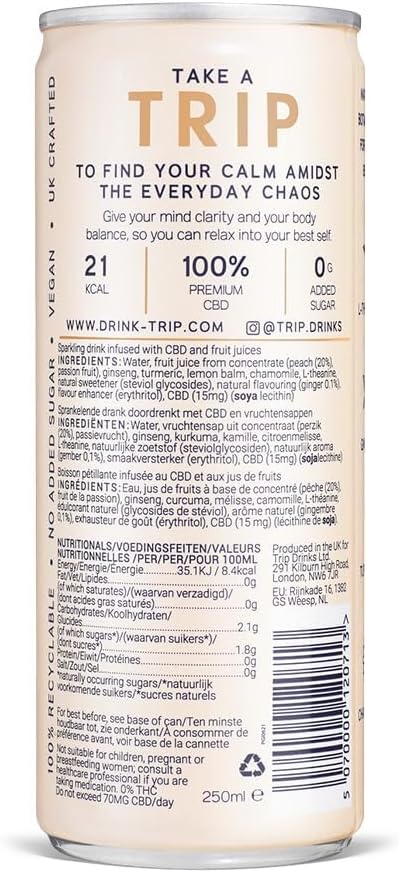 TAKE A
TRIP
TO FIND YOUR CALM AMIDST
THE EVERYDAY CHAOS
Give your mind clarity and your body
balance, so you can relax into your best self.
21
KCAL
100%
PREMIUM
CBD
0G
ADDED
SUGAR
WWW.DRINK-TRIP.COM @TRIP.DRINKS
Sparkling drink infused with CBD and fruit juices
INGREDIENTS: Water, fruit juice from concentrate (peach (20%),
passion fruit), ginseng, turmeric, lemon balm, chamomile, L-theanine,
natural sweetener (steviol glycosides), natural flavouring (ginger 0.1%),
flavour enhancer (erythritol), CBD (15mg) (soya lecithin)
Sprankelende drank doordrenkt met CBD en vruchtensappen
INGREDIËNTEN: Water, vruchtensap uit concentraat (perzik
(20%), passievrucht), ginseng, kurkuma, kamille, citroenmelisse,
L-theanine, natuurlijke zoetstof (steviolglycosiden), natuurlijk aroma
(gember 0,1%), smaakversterker (erythritol), CBD (15mg) (sojalecithine)
Boisson pétillante infusée au CBD et aux jus de fruits
INGRÉDIENTS: Eau, jus de fruits à base de concentré (pêche (20%),
fruit de la passion), ginseng, curcuma, mélisse, camomille, L-théanine,
édulcorant naturel (glycosides de stéviol), arôme naturel (gingembre
0,1%), exhausteur de goût (érythritol), CBD (15 mg) (lécithine de soja).
NUTRITIONALS/VOEDINGSFEITEN/VALEURS
NUTRITIONNELLES /PER/PER/POUR 100ML
Energy/Energie/Énergie 35.1KJ / 8.4kcal
Fat/Vet/Lipides 0g
(of which saturates)/(waarvan verzadigd)/
(dont acides gras saturés) 0g
Carbohydrates/Koolhydraten/
Glucides 2.1g
(of which sugars*)/(waarvan suikers*)/
(dont sucres*) 1.8g
Protein/Eiwit/Protéines 0g
Salt/Zout/Sel 0g
*naturally occurring sugars/*natuurlijk
voorkomende suikers/*sucres naturels
Produced in the UK for
Trip Drinks Ltd.
291 Kilburn High Road,
London, NW6 7JR
EU: Rijnkade 16, 1382
GS Weesp, NL
For best before, see base of can/Ten minste
houdbaar tot, zie onderkant/À consommer de
préférence avant, voir base de la cannette
Not suitable for children, pregnant or
breastfeeding women; consult a
healthcare professional if you are
taking medication. 0% THC
Do not exceed 70MG CBD/day
250ml e
5 070000 120713 >
100% RECYCLABLE • NO ADDED SUGAR • VEGAN • UK CRAFTED